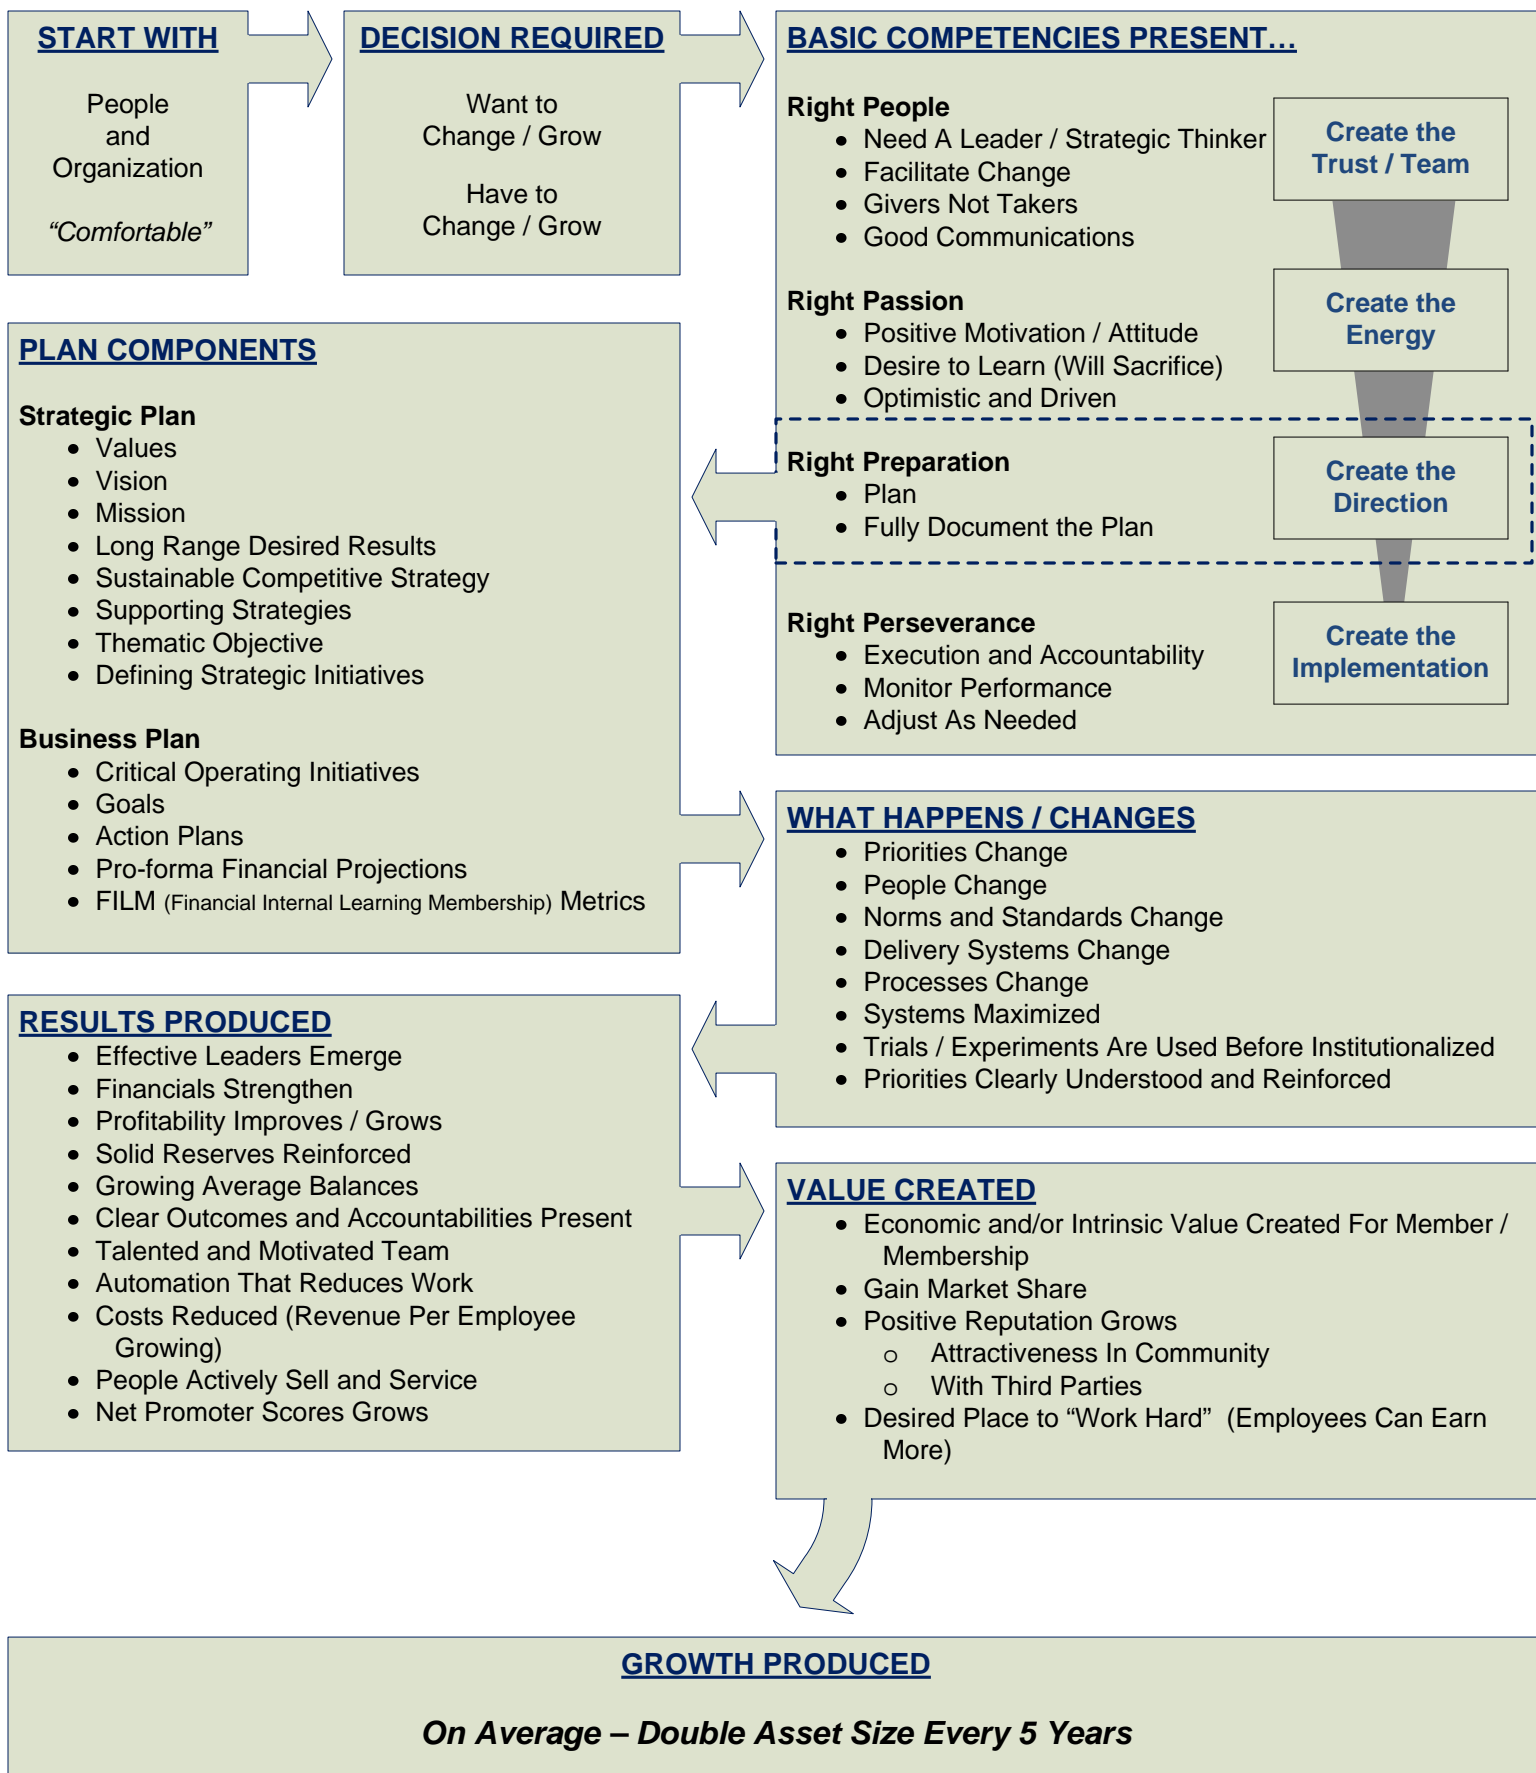 START WITH
People
and
Organization
“Comfortable”
DECISION REQUIRED
Want to
Change / Grow
Have to
Change / Grow
BASIC COMPETENCIES PRESENT…
Right People
• Need A Leader / Strategic Thinker
• Facilitate Change
• Givers Not Takers
• Good Communications
Create the
Trust / Team
Right Passion
• Positive Motivation / Attitude
• Desire to Learn (Will Sacrifice)
• Optimistic and Driven
Create the
Energy
Right Preparation
• Plan
• Fully Document the Plan
Create the
Direction
Right Perseverance
• Execution and Accountability
• Monitor Performance
• Adjust As Needed
Create the
Implementation
PLAN COMPONENTS
Strategic Plan
• Values
• Vision
• Mission
• Long Range Desired Results
• Sustainable Competitive Strategy
• Supporting Strategies
• Thematic Objective
• Defining Strategic Initiatives
Business Plan
• Critical Operating Initiatives
• Goals
• Action Plans
• Pro-forma Financial Projections
• FILM (Financial Internal Learning Membership) Metrics
WHAT HAPPENS / CHANGES
• Priorities Change
• People Change
• Norms and Standards Change
• Delivery Systems Change
• Processes Change
• Systems Maximized
• Trials / Experiments Are Used Before Institutionalized
• Priorities Clearly Understood and Reinforced
RESULTS PRODUCED
• Effective Leaders Emerge
• Financials Strengthen
• Profitability Improves / Grows
• Solid Reserves Reinforced
• Growing Average Balances
• Clear Outcomes and Accountabilities Present
• Talented and Motivated Team
• Automation That Reduces Work
• Costs Reduced (Revenue Per Employee
Growing)
• People Actively Sell and Service
• Net Promoter Scores Grows
VALUE CREATED
• Economic and/or Intrinsic Value Created For Member /
Membership
• Gain Market Share
• Positive Reputation Grows
o Attractiveness In Community
o With Third Parties
• Desired Place to “Work Hard” (Employees Can Earn
More)
GROWTH PRODUCED
On Average – Double Asset Size Every 5 Years